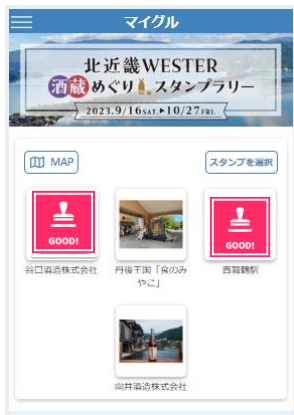 マイグル
北近畿WESTER
酒蔵めぐり スタンプラリー
2023.9/16SAT.▶10/27FRI.
MAP
スタンプを選択
GOOD!
GOOD!
谷口酒造株式会社
丹後王国「食のみ
やこ」
西舞鶴駅
向井酒造株式会社